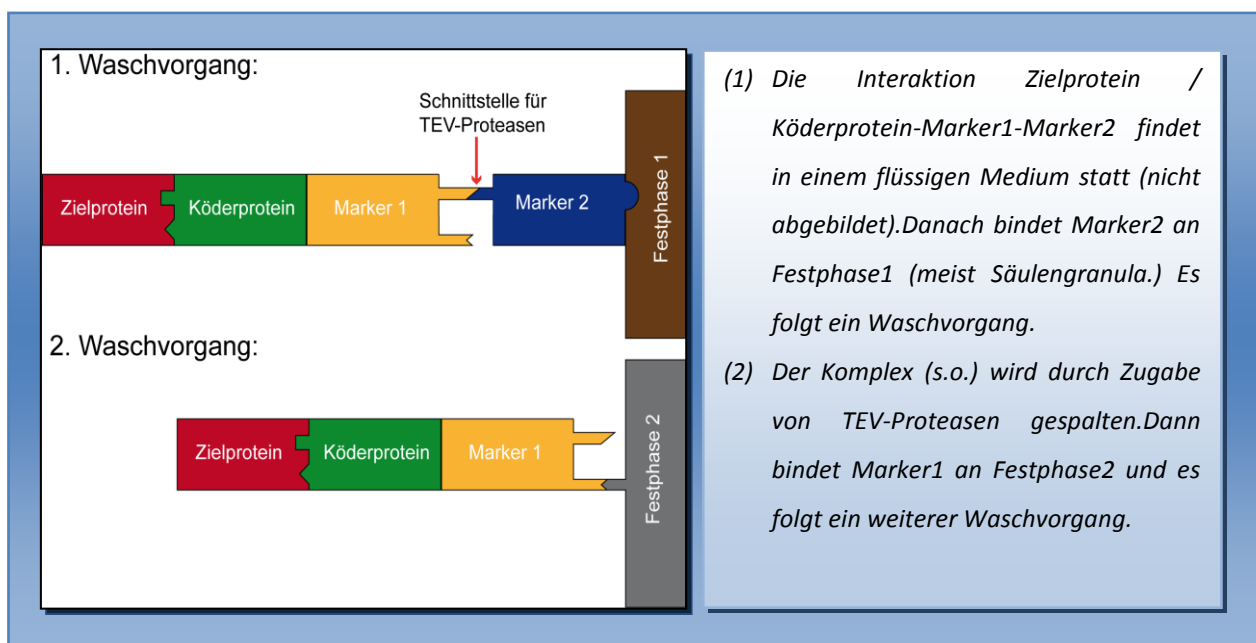 1. Waschvorgang:
Schnittstelle für
TEV-Proteasen
Zielprotein
Köderprotein
Marker 1
Marker 2
Festphase 1
2. Waschvorgang:
Zielprotein
Köderprotein
Marker 1
Festphase 2
(1) Die Interaktion Zielprotein /
Köderprotein-Marker1-Marker2 findet
in einem flüssigen Medium statt (nicht
abgebildet).Danach bindet Marker2 an
Festphase1 (meist Säulengranula.) Es
folgt ein Waschvorgang.
(2) Der Komplex (s.o.) wird durch Zugabe
von TEV-Proteasen gespalten.Dann
bindet Marker1 an Festphase2 und es
folgt ein weiterer Waschvorgang.